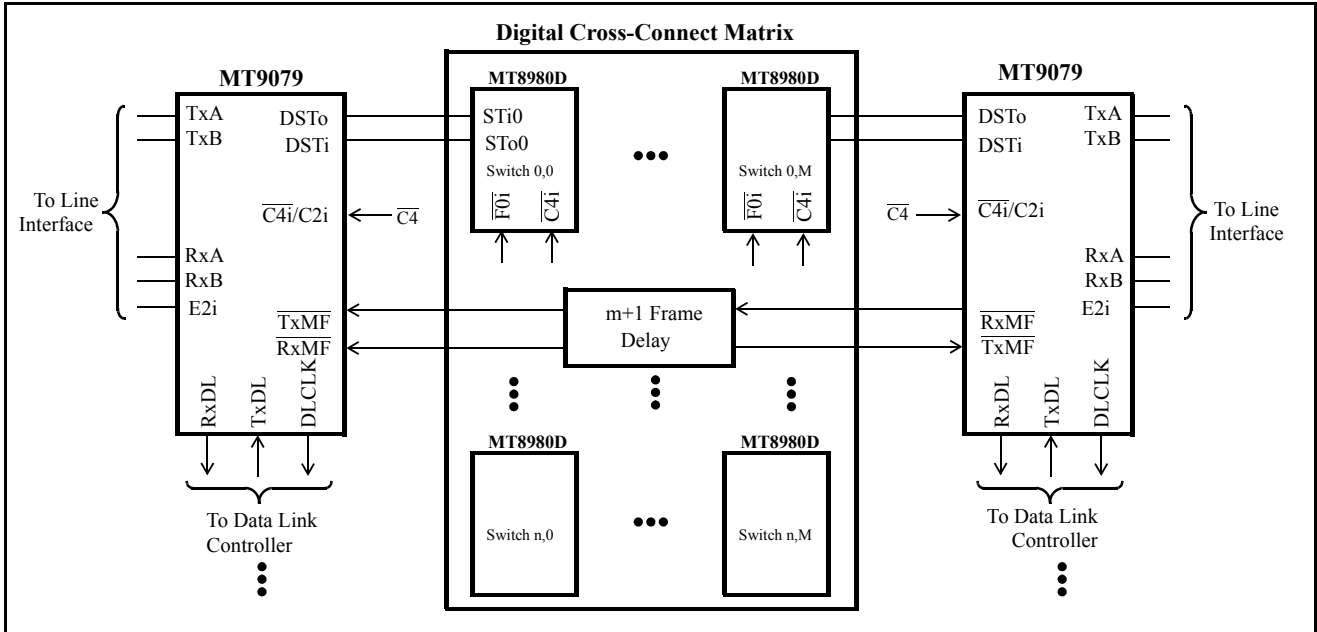 Digital Cross-Connect Matrix
MT9079
TxA
TxB
DSTo
DSTi
C4i/C2i
C4
To Line
Interface
RxA
RxB
E2i
TxMF
RxMF
RxDL
TxDL
DLCLK
To Data Link
Controller
MT8980D
STi0
STo0
Switch 0,0
F0i
C4i
MT8980D
Switch 0,M
F0i
C4i
m+1 Frame
Delay
MT8980D
Switch n,0
MT8980D
Switch n,M
MT9079
DSTo
DSTi
TxA
TxB
C4
C4i/C2i
To Line
Interface
RxA
RxB
E2i
RxMF
TxMF
RxDL
TxDL
DLCLK
To Data Link
Controller